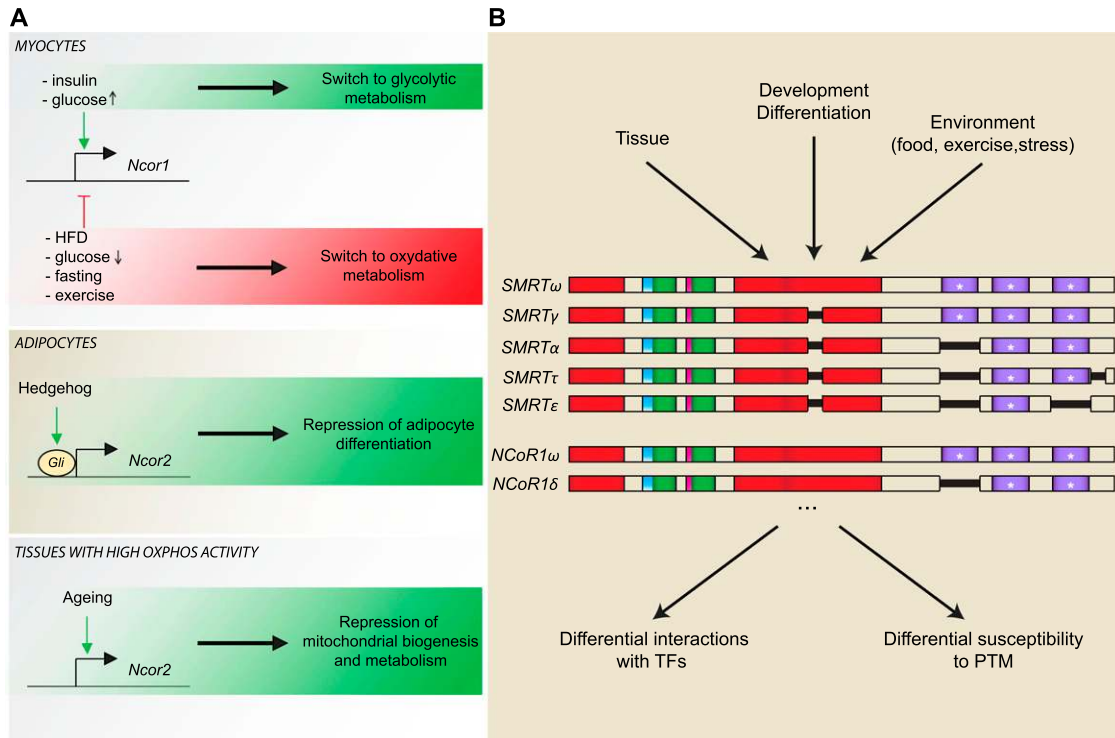 A
MYOCYTES
- insulin
- glucose ↑
Switch to glycolytic
metabolism
Ncor1
- HFD
- glucose ↓
- fasting
- exercise
Switch to oxydative
metabolism
ADIPOCYTES
Hedgehog
Gli
Ncor2
Repression of adipocyte
differentiation
TISSUES WITH HIGH OXPHOS ACTIVITY
Ageing
Ncor2
Repression of
mitochondrial biogenesis
and metabolism
B
Tissue
Development
Differentiation
Environment
(food, exercise,stress)
SMRTω
* * *
SMRTγ
* * *
SMRTα
* *
SMRTτ
* *
SMRTε
*
NCoR1ω
* * *
NCoR1δ
* *
...
Differential interactions
with TFs
Differential susceptibility
to PTM